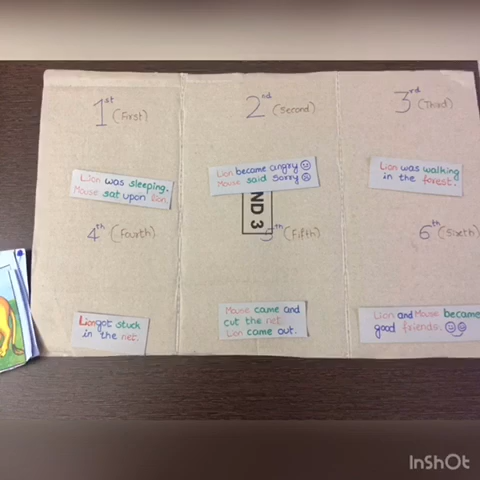 1st (First)
2nd (Second)
3rd (Third)
Lion was sleeping.
Mouse sat upon lion.
Lion became angry
Mouse said sorry
Lion was walking
in the forest.
ND 3
4th (Fourth)
5th (Fifth)
6th (Sixeth)
Lion got stuck
in the net.
Mouse came and
cut the net.
Lion came out.
Lion and Mouse became
good friends.
InShOt